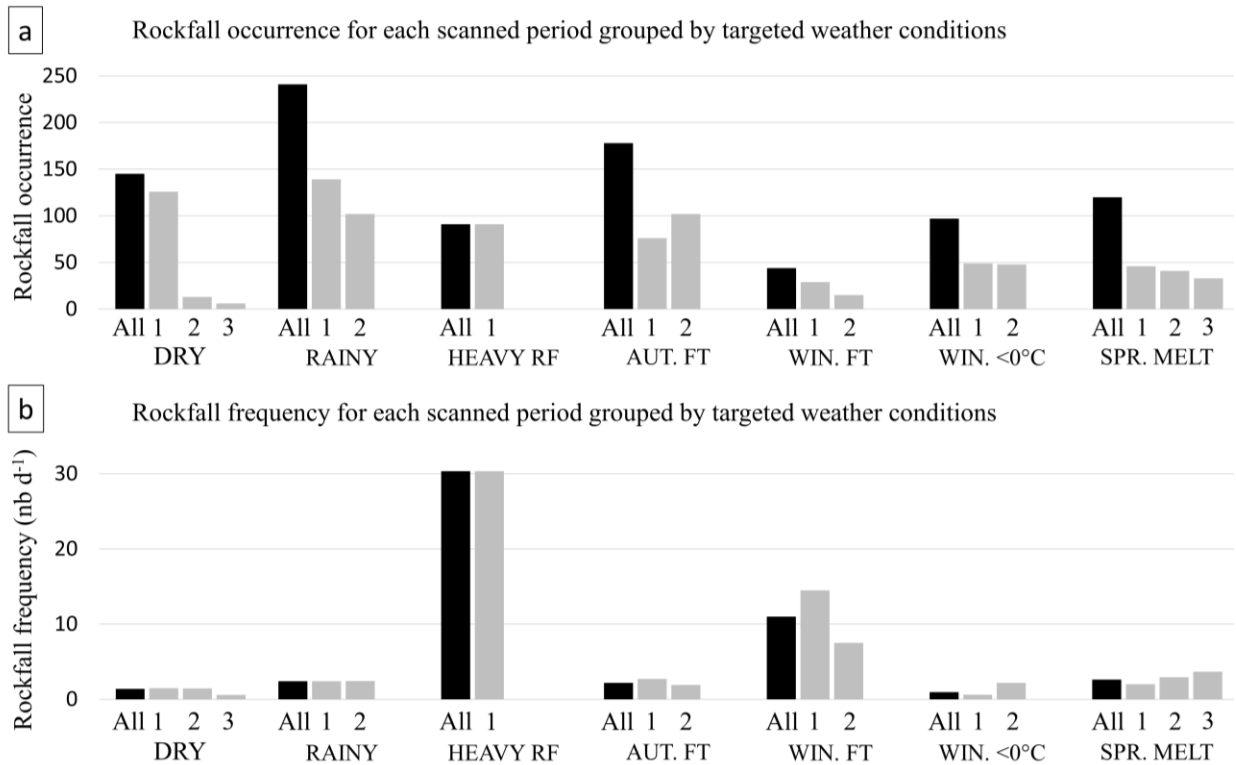 a
Rockfall occurrence for each scanned period grouped by targeted weather conditions
Rockfall occurrence
250
200
150
100
50
0
All 1 2 3 All 1 2 All 1 All 1 2 All 1 2 All 1 2 All 1 2 3
DRY RAINY HEAVY RF AUT. FT WIN. FT WIN. <0°C SPR. MELT
b
Rockfall frequency for each scanned period grouped by targeted weather conditions
Rockfall frequency (nb d⁻¹)
30
20
10
0
All 1 2 3 All 1 2 All 1 All 1 2 All 1 2 All 1 2 All 1 2 3
DRY RAINY HEAVY RF AUT. FT WIN. FT WIN. <0°C SPR. MELT